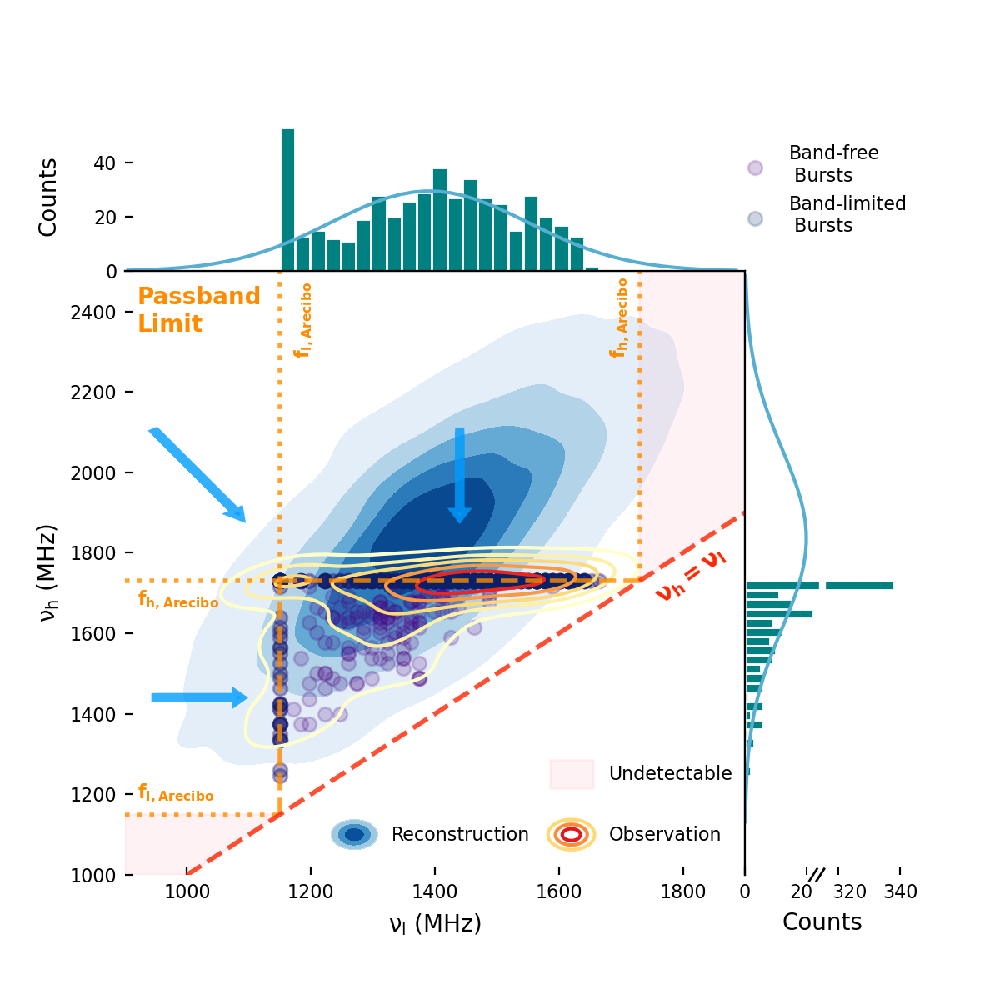 Counts
40
20
0
Band-free
Bursts
Band-limited
Bursts
Passband
Limit
f_l, Arecibo
f_h, Arecibo
2400
2200
2000
1800
1600
1400
1200
1000
ν_h (MHz)
f_h, Arecibo
f_l, Arecibo
ν_h = ν_l
Undetectable
Reconstruction
Observation
1000
1200
1400
1600
1800
0
20
320
340
ν_l (MHz)
Counts